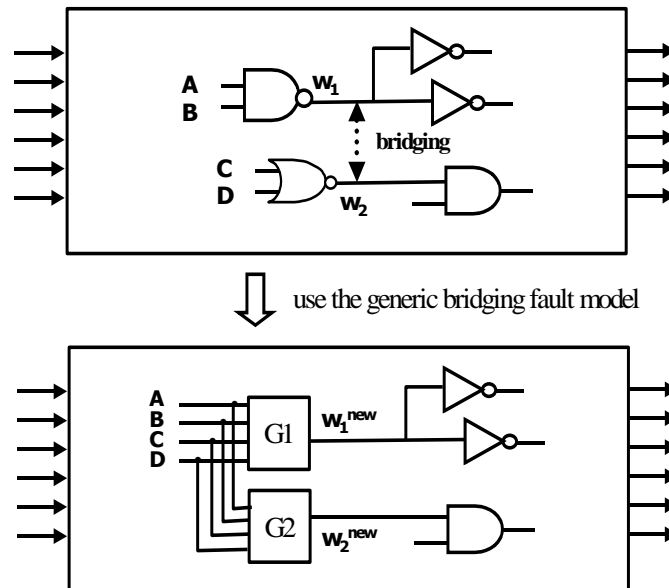 A
B
w1
bridging
C
D
w2
use the generic bridging fault model
A
B
C
D
G1
w1new
G2
w2new